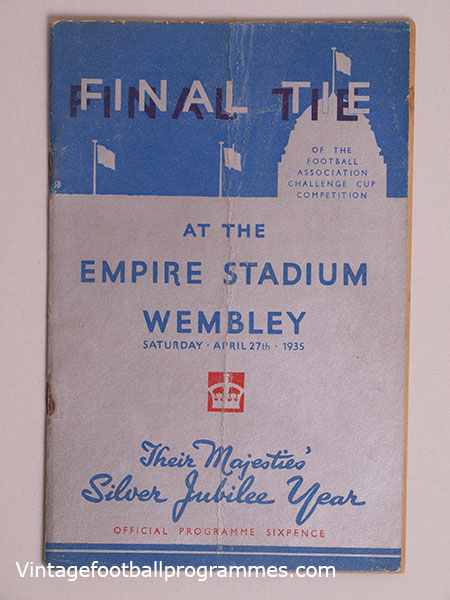 FINAL TIE
OF THE
FOOTBALL
ASSOCIATION
CHALLENGE CUP
COMPETITION
AT THE
EMPIRE STADIUM
WEMBLEY
SATURDAY · APRIL 27th · 1935
Their Majesties'
Silver Jubilee Year
OFFICIAL PROGRAMME SIXPENCE
Vintagefootballprogrammes.com